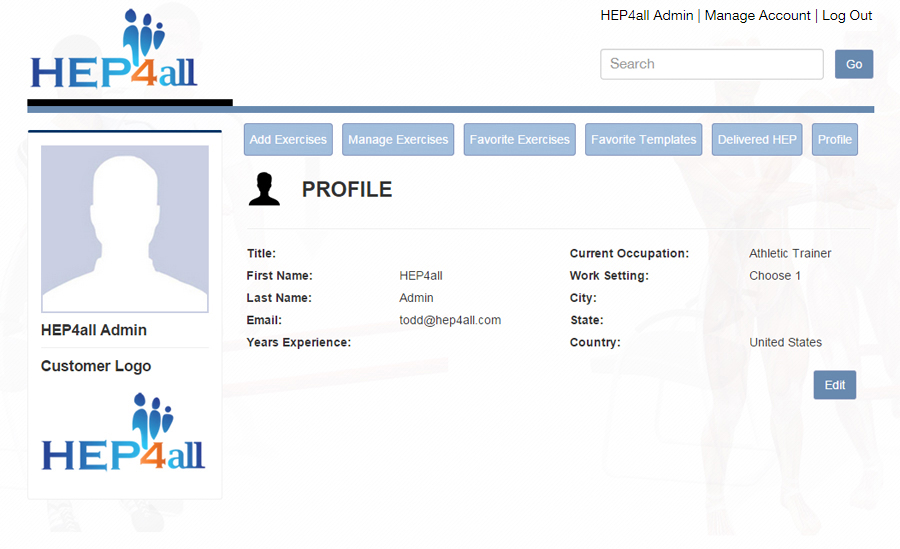 HEP4all
HEP4all Admin | Manage Account | Log Out
Search
Go
Add Exercises
Manage Exercises
Favorite Exercises
Favorite Templates
Delivered HEP
Profile
PROFILE
Title:
First Name: HEP4all
Last Name: Admin
Email: todd@hep4all.com
Years Experience:
Current Occupation: Athletic Trainer
Work Setting: Choose 1
City:
State:
Country: United States
Edit
HEP4all Admin
Customer Logo
HEP4all